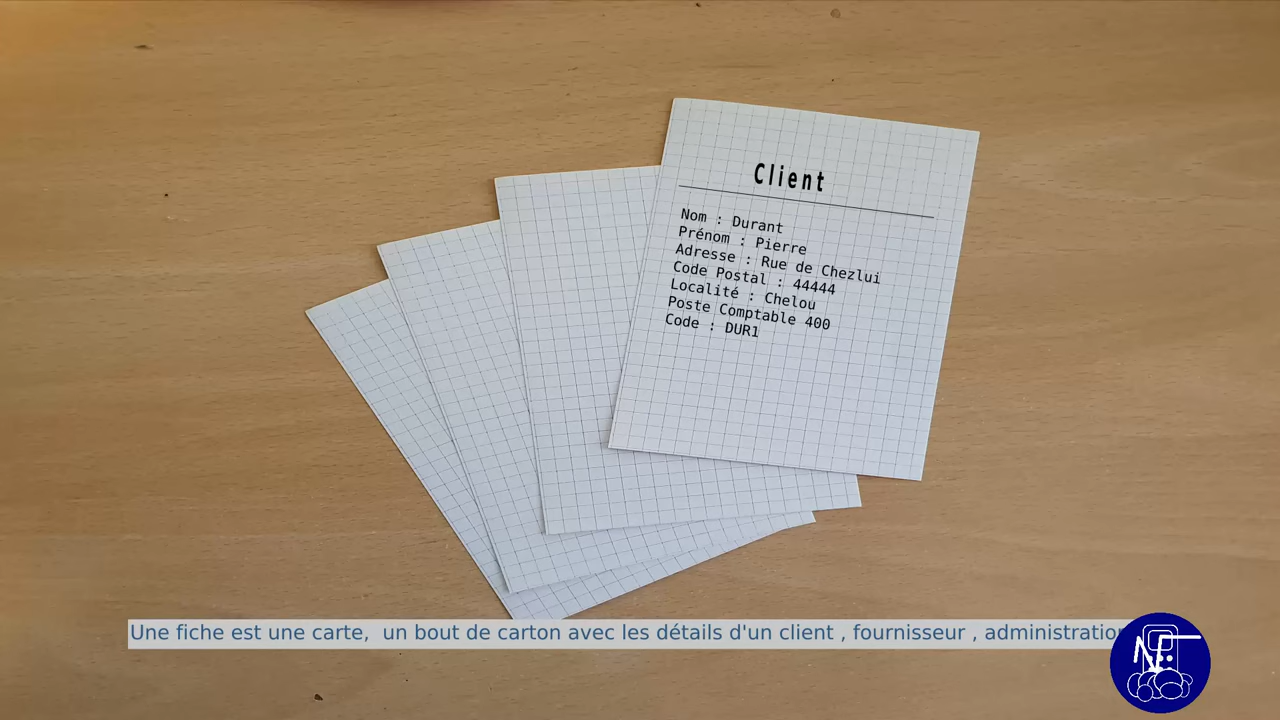 Client
Nom : Durant
Prénom : Pierre
Adresse : Rue de Chezlui
Code Postal : 44444
Localité : Chelou
Poste Comptable 400
Code : DUR1
Une fiche est une carte, un bout de carton avec les détails d'un client , fournisseur , administration